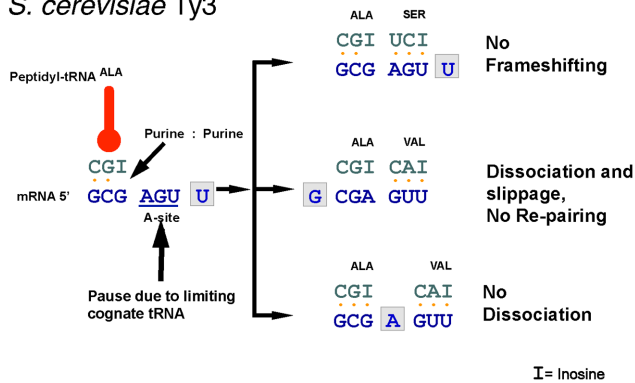 S. cerevisiae Ty3
Peptidyl-tRNA ALA
Purine : Purine
CGI
mRNA 5' GCG AGU U
A-site
Pause due to limiting
cognate tRNA
ALA SER
CGI UCI
GCG AGU U
No
Frameshifting
ALA VAL
CGI CAI
G CGA GUU
Dissociation and
slippage,
No Re-pairing
ALA VAL
CGI CAI
GCG A GUU
No
Dissociation
I= Inosine